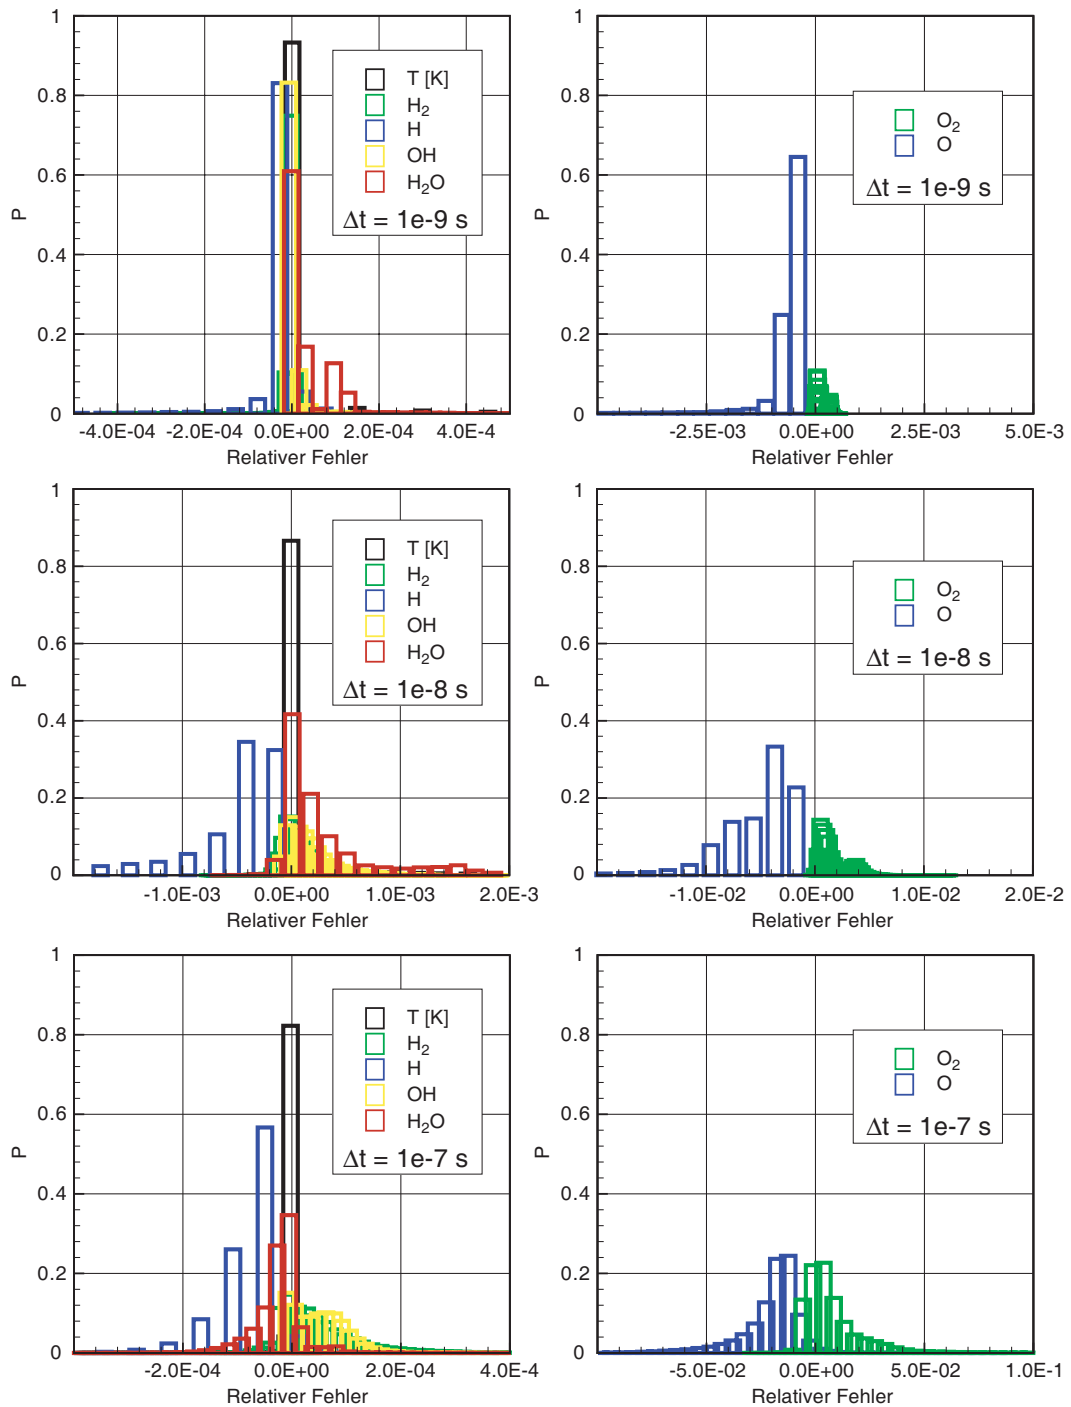 1
0.8
0.6
0.4
0.2
0
P
-4.0E-04 -2.0E-04 0.0E+00 2.0E-04 4.0E-4
Relativer Fehler
T [K]
H2
H
OH
H2O
Δt = 1e-9 s
1
0.8
0.6
0.4
0.2
0
P
-2.5E-03 0.0E+00 2.5E-03 5.0E-3
Relativer Fehler
O2
O
Δt = 1e-9 s
1
0.8
0.6
0.4
0.2
0
P
-1.0E-03 0.0E+00 1.0E-03 2.0E-3
Relativer Fehler
T [K]
H2
H
OH
H2O
Δt = 1e-8 s
1
0.8
0.6
0.4
0.2
0
P
-1.0E-02 0.0E+00 1.0E-02 2.0E-2
Relativer Fehler
O2
O
Δt = 1e-8 s
1
0.8
0.6
0.4
0.2
0
P
-2.0E-04 0.0E+00 2.0E-04 4.0E-4
Relativer Fehler
T [K]
H2
H
OH
H2O
Δt = 1e-7 s
1
0.8
0.6
0.4
0.2
0
P
-5.0E-02 0.0E+00 5.0E-02 1.0E-1
Relativer Fehler
O2
O
Δt = 1e-7 s